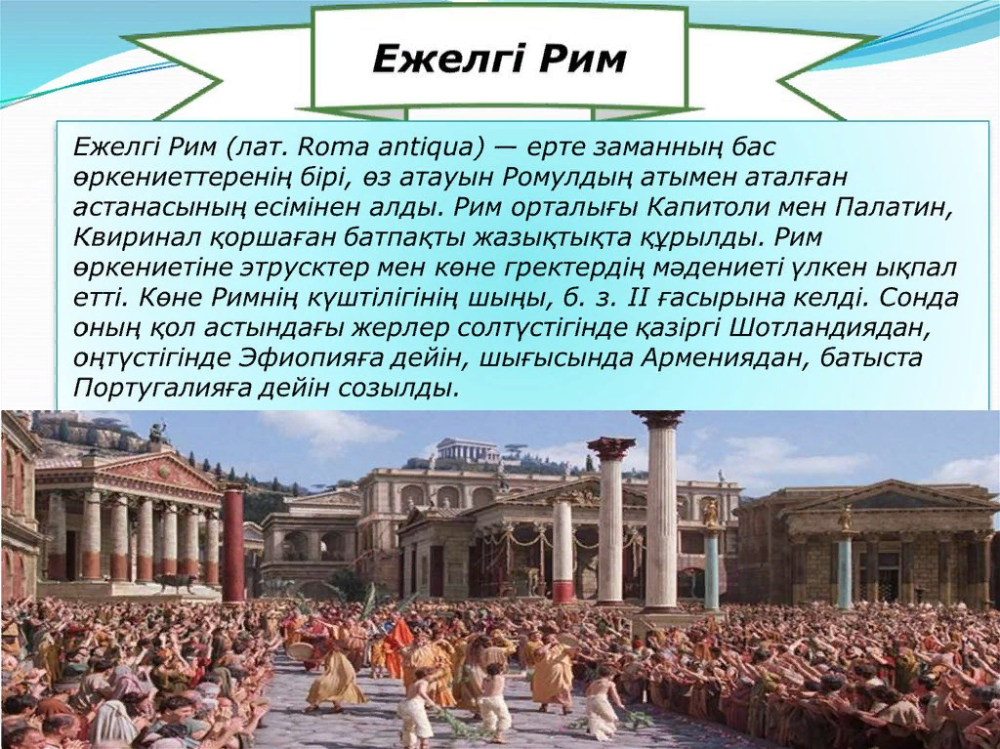 Ежелгі Рим
Ежелгі Рим (лат. Roma antiqua) — ерте заманның бас
өркениеттеренің бірі, өз атауын Ромулдың атымен аталған
астанасының есімінен алды. Рим орталығы Капитоли мен Палатин,
Квиринал қоршаған батпақты жазықтықта құрылды. Рим
өркениетіне этрусктер мен көне гректердің мәдениеті үлкен ықпал
етті. Көне Римнің күштілігінің шыңы, б. з. II ғасырына келді. Сонда
оның қол астындағы жерлер солтүстігінде қазіргі Шотландиядан,
оңтүстігінде Эфиопияға дейін, шығысында Армениядан, батыста
Португалияға дейін созылды.